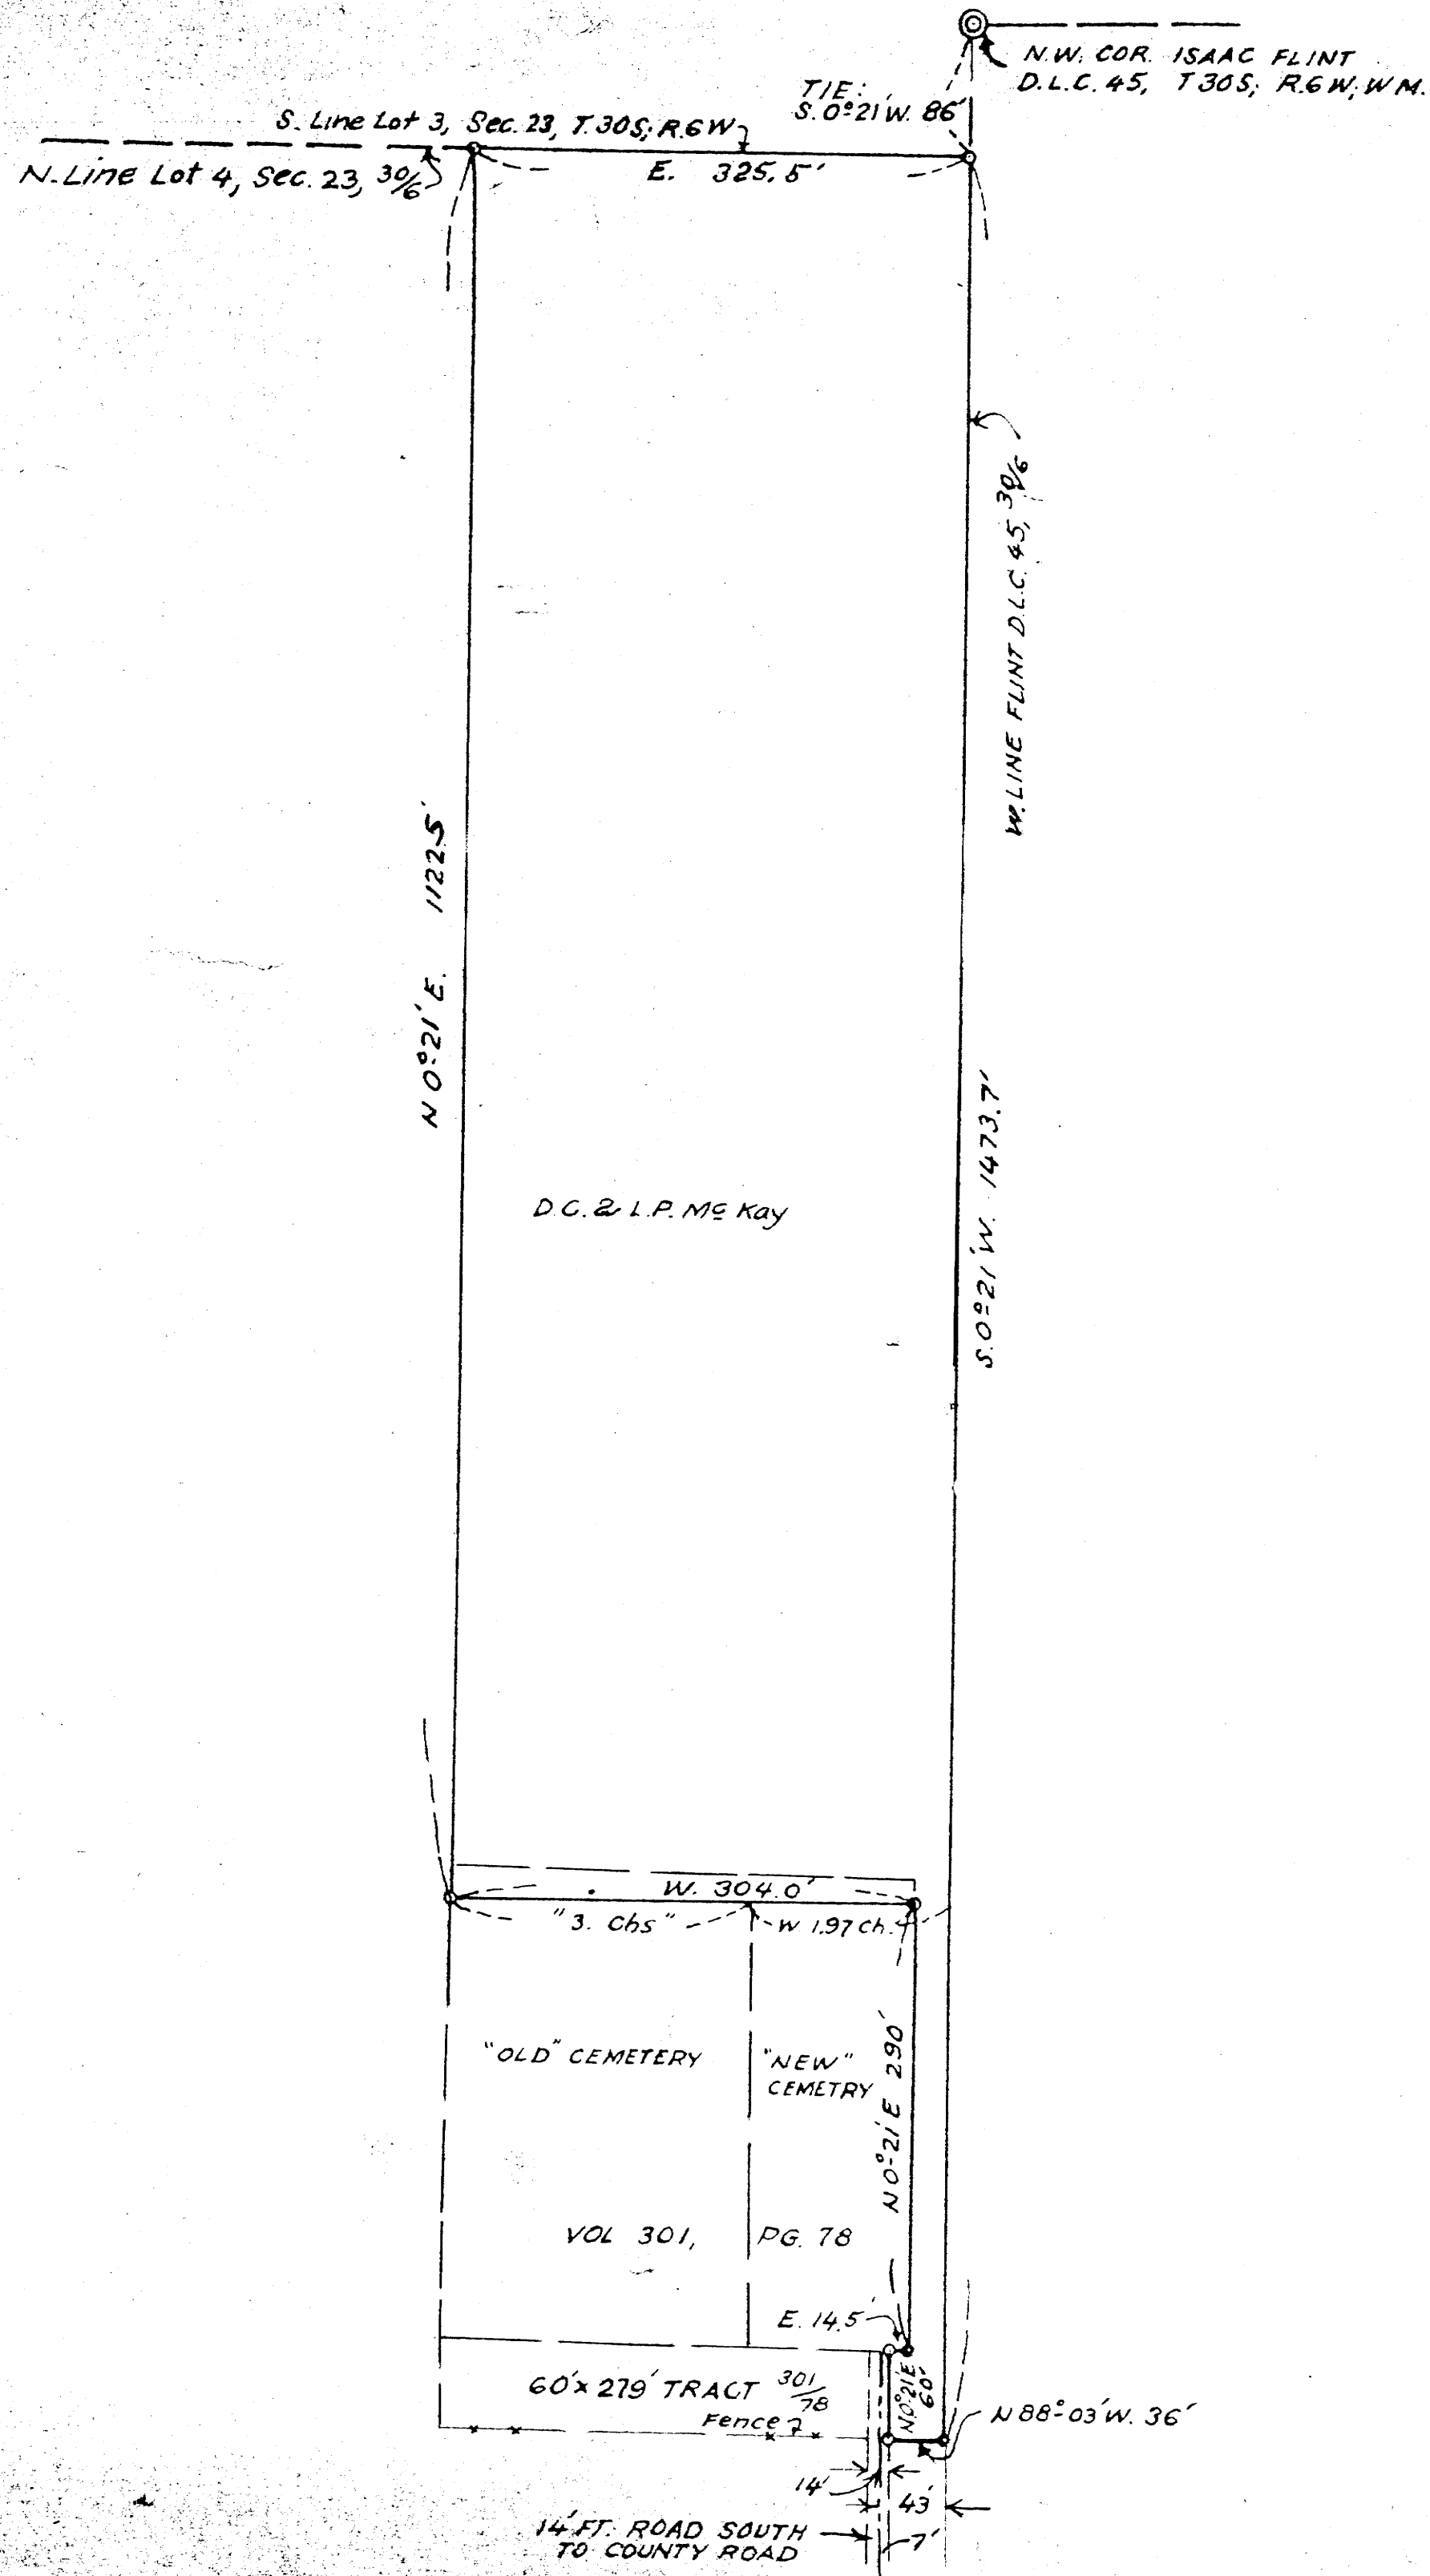 N.W. COR. ISAAC FLINT
D.L.C. 45, T 30S; R.6W; W M.
TIE:
S. 0°21'W. 86'
S. Line Lot 3, Sec. 23, T. 30S; R.6W
N. Line Lot 4, Sec. 23, 30/6
E. 325.5'
W. LINE FLINT D.L.C. 45, 30/6
N 0°21' E. 1122.5'
S. 0°21'W. 1473.7'
D.C. & L.P. Mc Kay
W. 304.0'
"3. Chs"
W 1.97 Ch.
"OLD" CEMETERY
"NEW"
CEMETRY
N 0°21' E 290'
VOL 301,
PG. 78
E. 14.5'
60' x 279' TRACT 301/78
Fence
N 0°21' E
60'
N 88°03' W. 36'
14'
43'
14' FT. ROAD SOUTH
TO COUNTY ROAD
7'